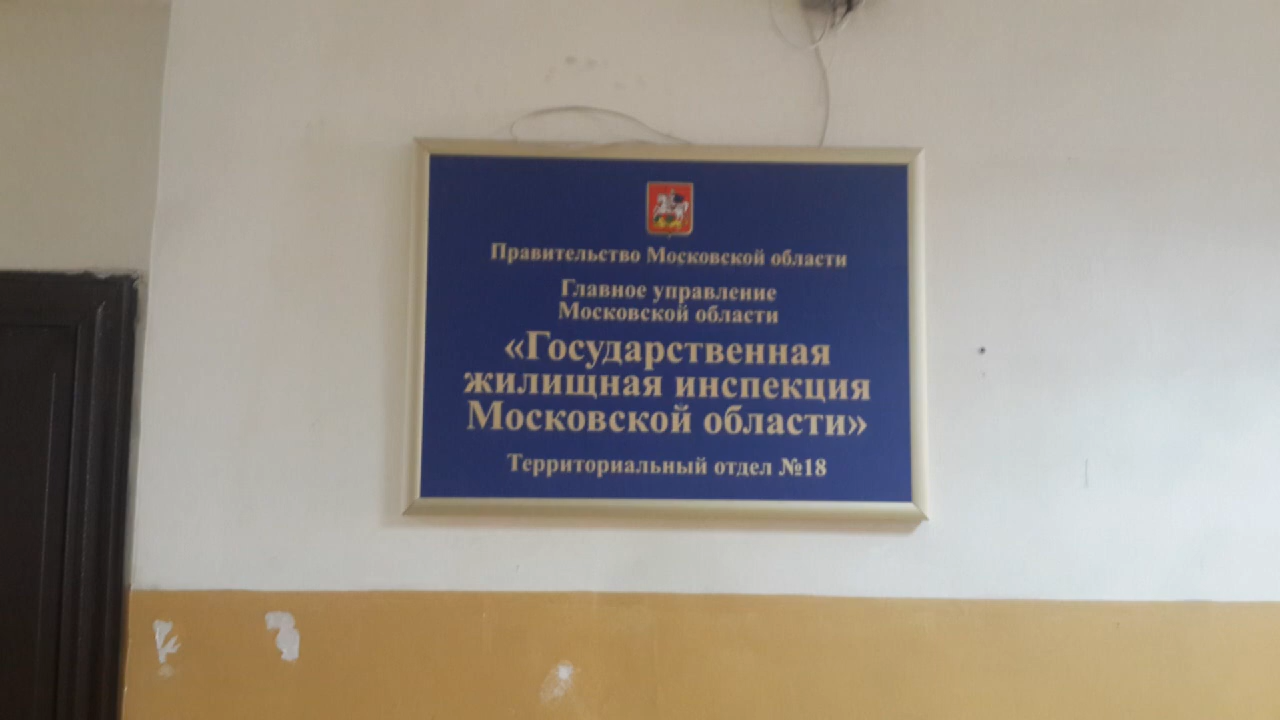 Правительство Московской области
Главное управление
Московской области
«Государственная
жилищная инспекция
Московской области»
Территориальный отдел №18